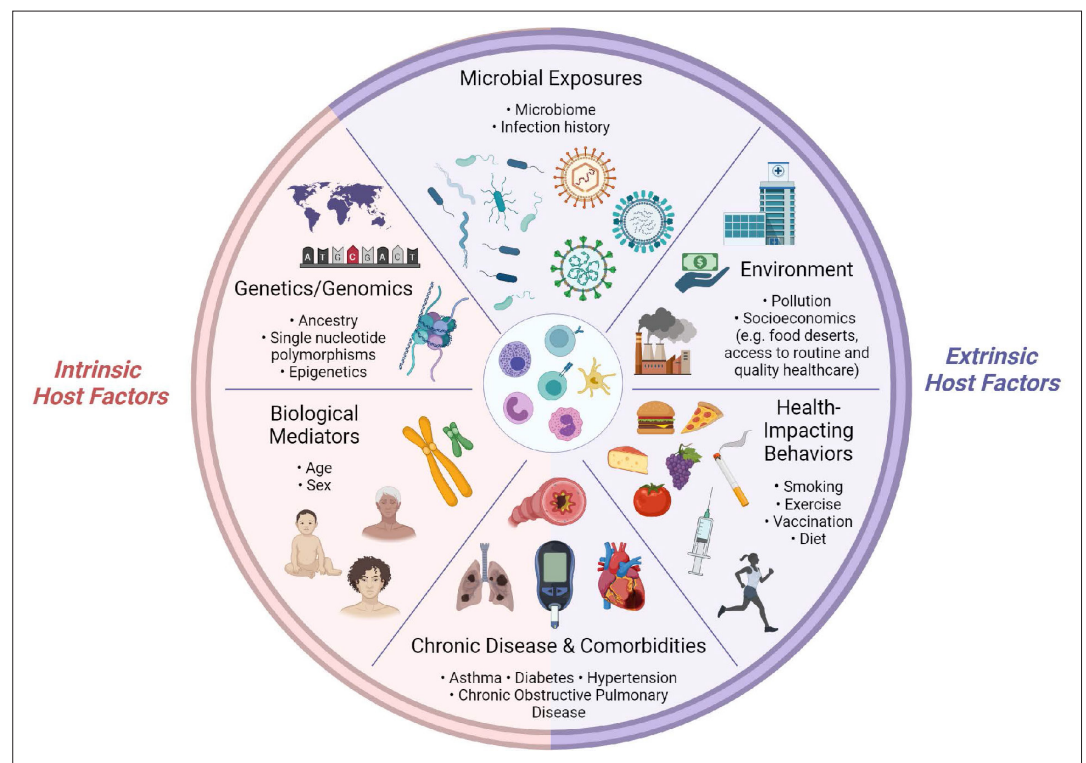 Microbial Exposures
• Microbiome
• Infection history
A T G C G A C T
Genetics/Genomics
• Ancestry
• Single nucleotide
polymorphisms
• Epigenetics
$
Environment
• Pollution
• Socioeconomics
(e.g. food deserts,
access to routine and
quality healthcare)
Intrinsic
Host Factors
Extrinsic
Host Factors
Biological
Mediators
• Age
• Sex
Health-
Impacting
Behaviors
• Smoking
• Exercise
• Vaccination
• Diet
Chronic Disease & Comorbidities
• Asthma • Diabetes • Hypertension
• Chronic Obstructive Pulmonary
Disease